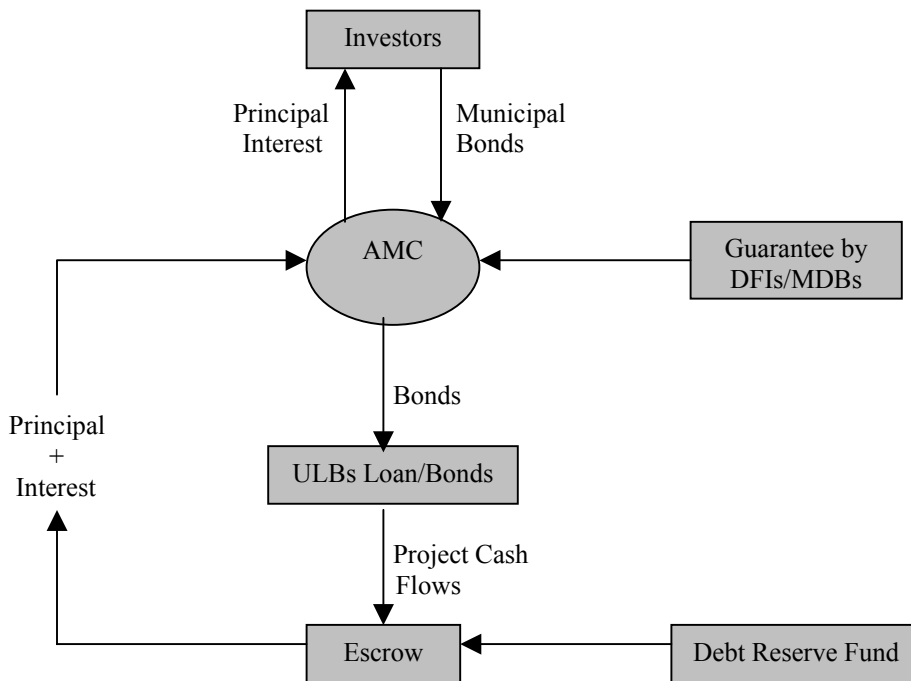 Investors
Principal
Interest
Municipal
Bonds
AMC
Guarantee by
DFIs/MDBs
Bonds
Principal
+
Interest
ULBs Loan/Bonds
Project Cash
Flows
Escrow
Debt Reserve Fund